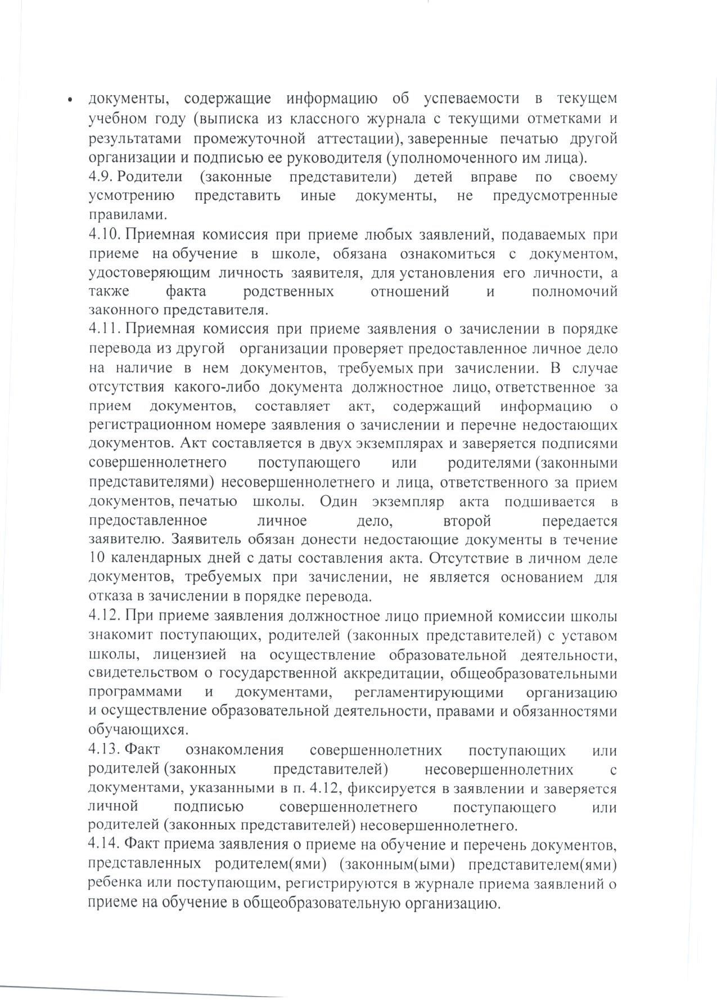 • документы, содержащие информацию об успеваемости в текущем
учебном году (выписка из классного журнала с текущими отметками и
результатами промежуточной аттестации), заверенные печатью другой
организации и подписью ее руководителя (уполномоченного им лица).
4.9. Родители (законные представители) детей вправе по своему
усмотрению представить иные документы, не предусмотренные
правилами.
4.10. Приемная комиссия при приеме любых заявлений, подаваемых при
приеме на обучение в школе, обязана ознакомиться с документом,
удостоверяющим личность заявителя, для установления его личности, а
также факта родственных отношений и полномочий
законного представителя.
4.11. Приемная комиссия при приеме заявления о зачислении в порядке
перевода из другой организации проверяет предоставленное личное дело
на наличие в нем документов, требуемых при зачислении. В случае
отсутствия какого-либо документа должностное лицо, ответственное за
прием документов, составляет акт, содержащий информацию о
регистрационном номере заявления о зачислении и перечне недостающих
документов. Акт составляется в двух экземплярах и заверяется подписями
совершеннолетнего поступающего или родителями (законными
представителями) несовершеннолетнего и лица, ответственного за прием
документов, печатью школы. Один экземпляр акта подшивается в
предоставленное личное дело, второй передается
заявителю. Заявитель обязан донести недостающие документы в течение
10 календарных дней с даты составления акта. Отсутствие в личном деле
документов, требуемых при зачислении, не является основанием для
отказа в зачислении в порядке перевода.
4.12. При приеме заявления должностное лицо приемной комиссии школы
знакомит поступающих, родителей (законных представителей) с уставом
школы, лицензией на осуществление образовательной деятельности,
свидетельством о государственной аккредитации, общеобразовательными
программами и документами, регламентирующими организацию
и осуществление образовательной деятельности, правами и обязанностями
обучающихся.
4.13. Факт ознакомления совершеннолетних поступающих или
родителей (законных представителей) несовершеннолетних с
документами, указанными в п. 4.12, фиксируется в заявлении и заверяется
личной подписью совершеннолетнего поступающего или
родителей (законных представителей) несовершеннолетнего.
4.14. Факт приема заявления о приеме на обучение и перечень документов,
представленных родителем(ями) (законным(ыми) представителем(ями)
ребенка или поступающим, регистрируются в журнале приема заявлений о
приеме на обучение в общеобразовательную организацию.